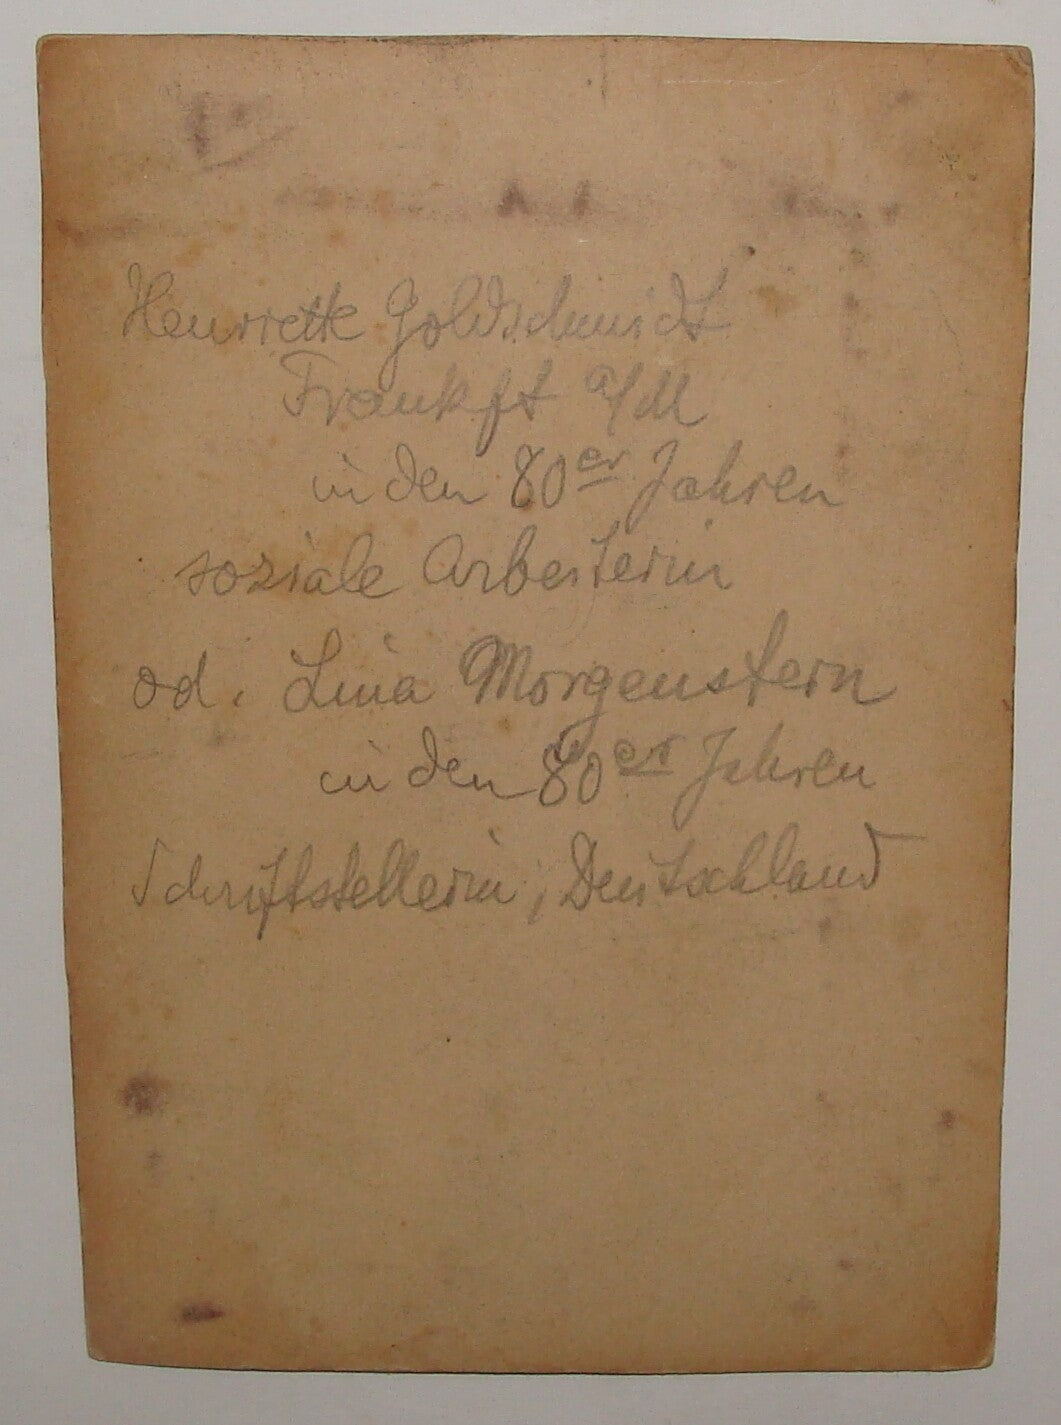 Henriette Goldschmidt
Frankft a/M
in den 80er Jahren
soziale Arbeiterin
od. Lina Morgenstern
in den 80er Jahren
Schriftstellerin, Deutschland